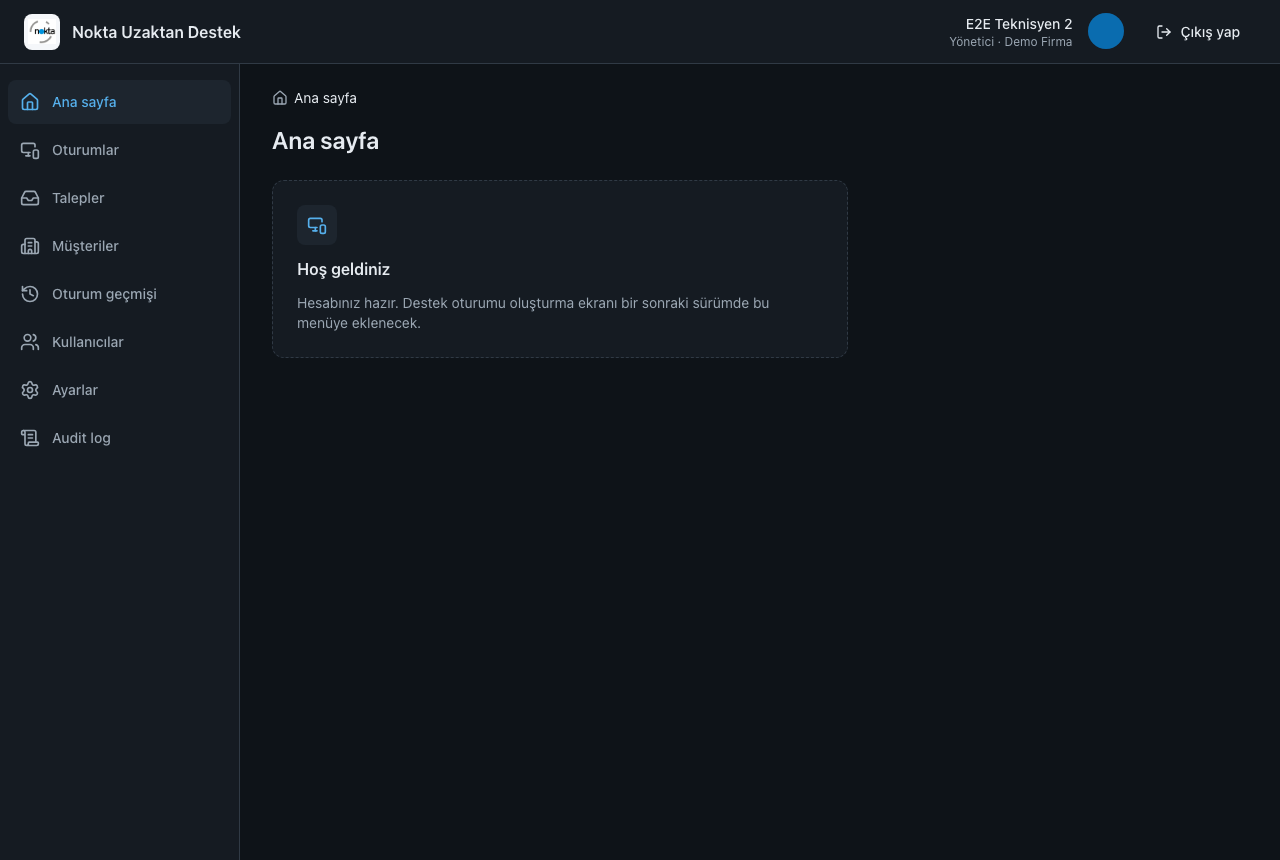 nokta
Nokta Uzaktan Destek
E2E Teknisyen 2
Yönetici · Demo Firma
Çıkış yap
Ana sayfa
Oturumlar
Talepler
Müşteriler
Oturum geçmişi
Kullanıcılar
Ayarlar
Audit log
Ana sayfa
Ana sayfa
Hoş geldiniz
Hesabınız hazır. Destek oturumu oluşturma ekranı bir sonraki sürümde bu
menüye eklenecek.